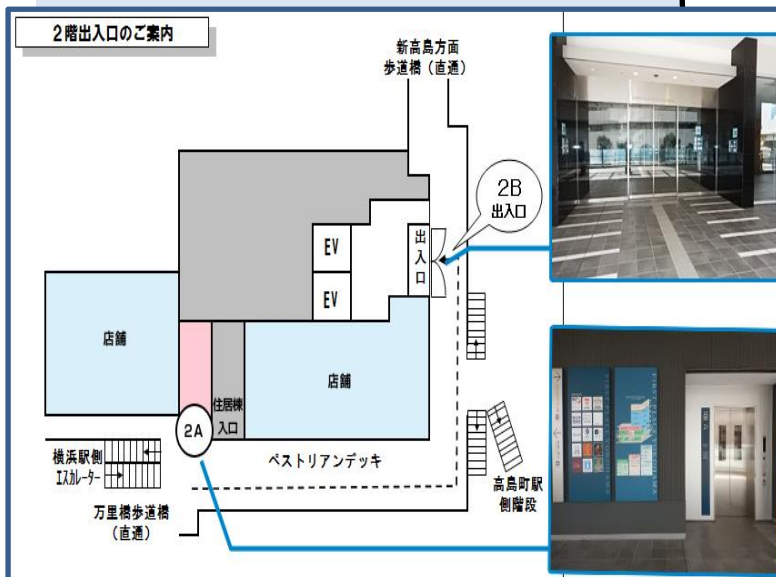 2階出入口のご案内
新高島方面
歩道橋（直通）
2B
出入口
出入口
EV
EV
店舗
店舗
住居棟
入口
2A
横浜駅側
エスカレーター
ペストリアンデッキ
高島町駅
側階段
万里橋歩道橋
（直通）